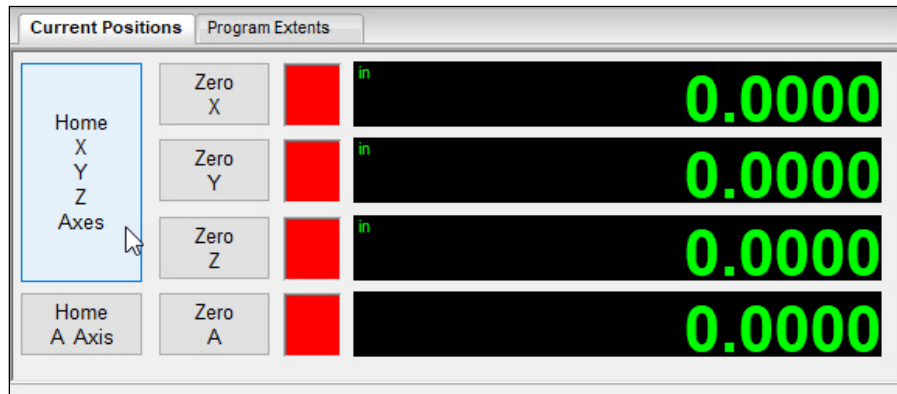 Current Positions Program Extents
Home
X
Y
Z
Axes
Zero
X
in 0.0000
Zero
Y
in 0.0000
Zero
Z
in 0.0000
Home
A Axis
Zero
A
0.0000